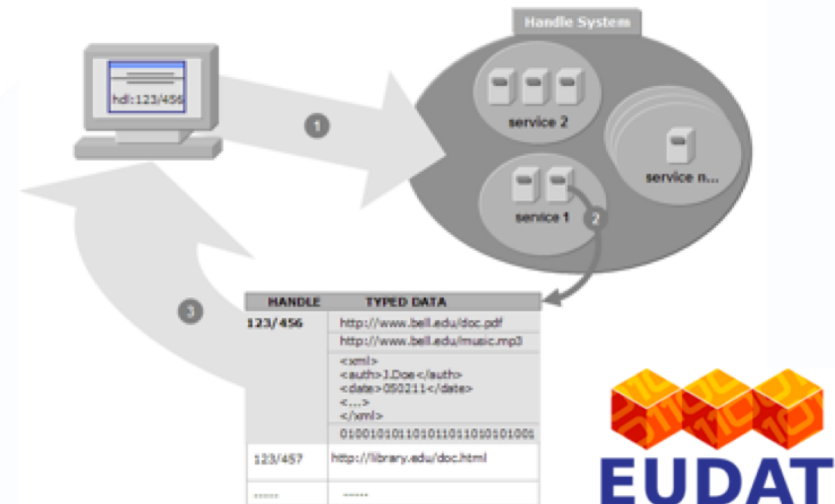 Handle System
hdl:123/456
1
service 2
service n...
service 1
2
3
HANDLE TYPED DATA
123/456 http://www.bell.edu/doc.pdf
http://www.bell.edu/music.mp3
<xml>
<auth>J.Doe</auth>
<date>050211</date>
<...>
</xml>
010010101101011011010101001
123/457 http://library.edu/doc.html
----- -----
EUDAT